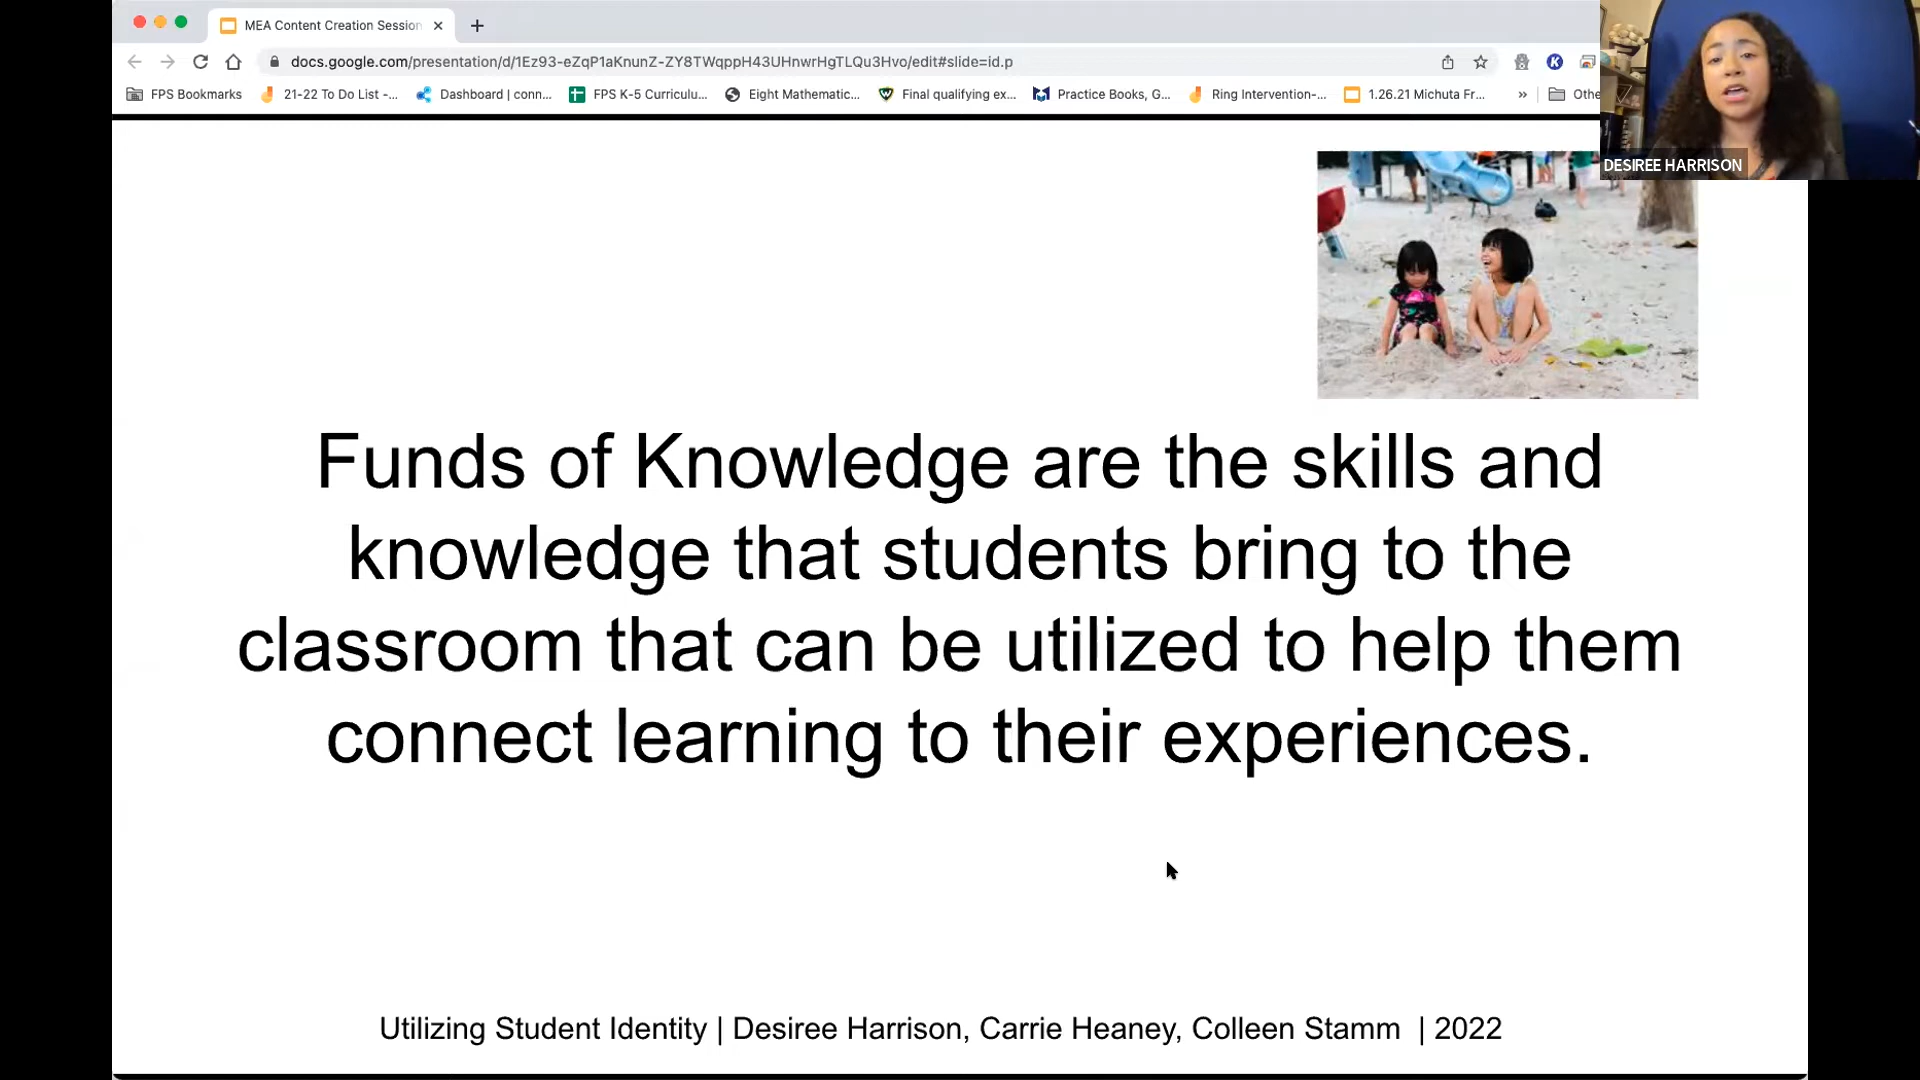 MEA Content Creation Session
docs.google.com/presentation/d/1Ez93-eZqP1aKnunZ-ZY8TWqppH43UHnwrHgTLQu3Hvo/edit#slide=id.p
FPS Bookmarks 21-22 To Do List -... Dashboard | conn... FPS K-5 Curriculu... Eight Mathematic... Final qualifying ex... Practice Books, G... Ring Intervention-... 1.26.21 Michuta Fr... » Othe
DESIREE HARRISON
Funds of Knowledge are the skills and
knowledge that students bring to the
classroom that can be utilized to help them
connect learning to their experiences.
Utilizing Student Identity | Desiree Harrison, Carrie Heaney, Colleen Stamm | 2022